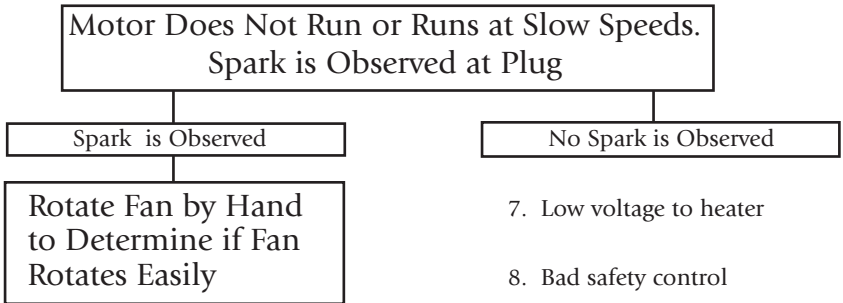 Motor Does Not Run or Runs at Slow Speeds.
Spark is Observed at Plug
Spark is Observed
No Spark is Observed
Rotate Fan by Hand
to Determine if Fan
Rotates Easily
7. Low voltage to heater
8. Bad safety control